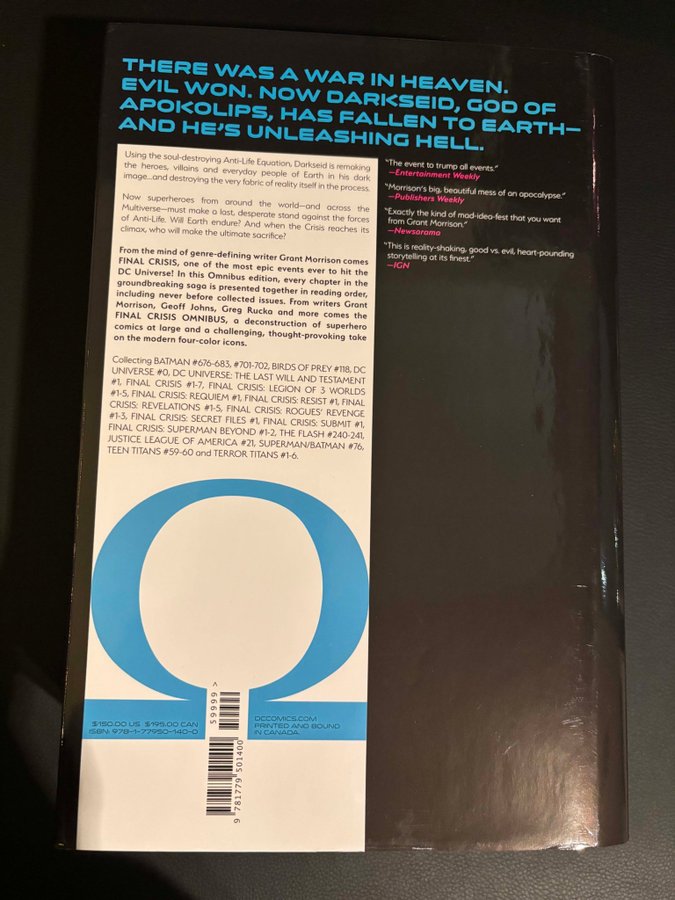 THERE WAS A WAR IN HEAVEN.
EVIL WON. NOW DARKSEID, GOD OF
APOKOLIPS, HAS FALLEN TO EARTH—
AND HE'S UNLEASHING HELL.
Using the soul-destroying Anti-Life Equation, Darkseid is remaking
the heroes, villains and everyday people of Earth in his dark
image...and destroying the very fabric of reality itself in the process.
Now superheroes from around the world—and across the
Multiverse—must make a last, desperate stand against the forces
of Anti-Life. Will Earth endure? And when the Crisis reaches its
climax, who will make the ultimate sacrifice?
From the mind of genre-defining writer Grant Morrison comes
FINAL CRISIS, one of the most epic events ever to hit the
DC Universe! In this Omnibus edition, every chapter in the
groundbreaking saga is presented together in reading order,
including never before collected issues. From writers Grant
Morrison, Geoff Johns, Greg Rucka and more comes the
FINAL CRISIS OMNIBUS, a deconstruction of superhero
comics at large and a challenging, thought-provoking take
on the modern four-color icons.
Collecting BATMAN #676-683, #701-702, BIRDS OF PREY #118, DC
UNIVERSE #0, DC UNIVERSE: THE LAST WILL AND TESTAMENT
#1, FINAL CRISIS #1-7, FINAL CRISIS: LEGION OF 3 WORLDS
#1-5, FINAL CRISIS: REQUIEM #1, FINAL CRISIS: RESIST #1, FINAL
CRISIS: REVELATIONS #1-5, FINAL CRISIS: ROGUES' REVENGE
#1-3, FINAL CRISIS: SECRET FILES #1, FINAL CRISIS: SUBMIT #1,
FINAL CRISIS: SUPERMAN BEYOND #1-2, THE FLASH #240-241,
JUSTICE LEAGUE OF AMERICA #21, SUPERMAN/BATMAN #76,
TEEN TITANS #59-60 and TERROR TITANS #1-6.
"The event to trump all events."
—Entertainment Weekly
"Morrison's big, beautiful mess of an apocalypse."
—Publishers Weekly
"Exactly the kind of mad-idea-fest that you want
from Grant Morrison."
—Newsarama
"This is reality-shaking, good vs. evil, heart-pounding
storytelling at its finest."
—IGN
Ω
$150.00 US $195.00 CAN
ISBN: 978-1-77950-140-0
59999 >
9 781779 501400
DCCOMICS.COM
PRINTED AND BOUND
IN CANADA.